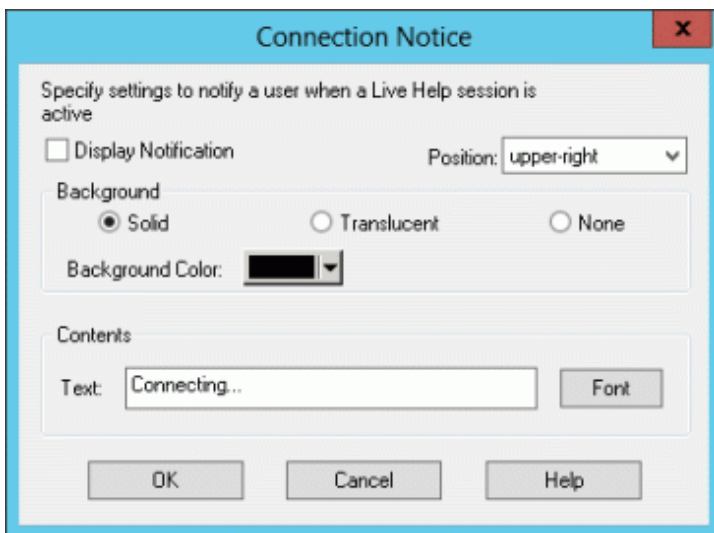 Connection Notice
x
Specify settings to notify a user when a Live Help session is
active
Display Notification
Position: upper-right
Background
Solid Translucent None
Background Color:
Contents
Text: Connecting... Font
OK Cancel Help